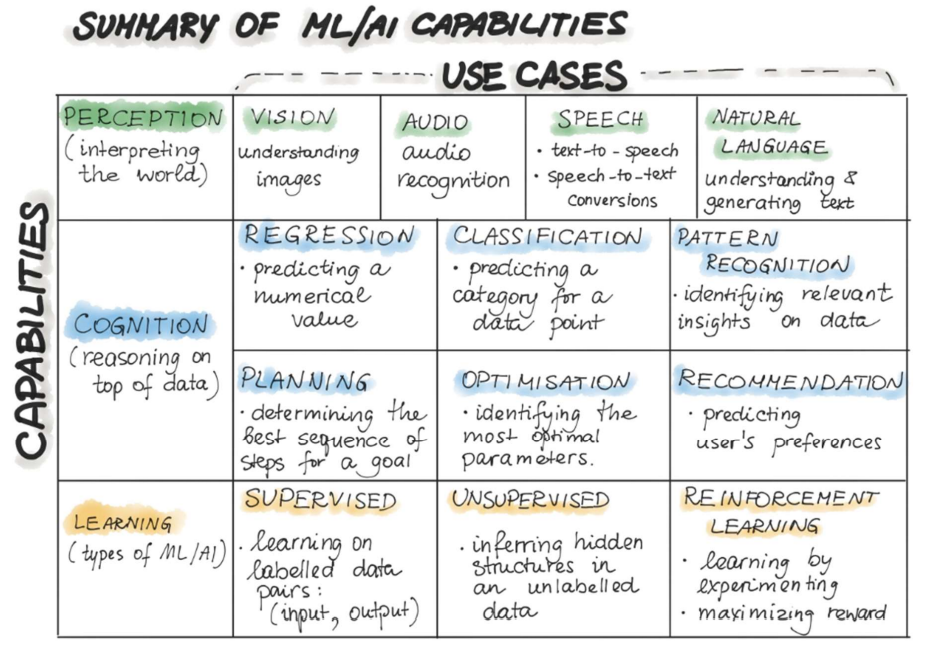 SUMMARY OF ML/AI CAPABILITIES
USE CASES
CAPABILITIES
PERCEPTION
(interpreting
the world)
VISION
understanding
images
AUDIO
audio
recognition
SPEECH
• text-to-speech
• speech-to-text
conversions
NATURAL
LANGUAGE
understanding &
generating text
COGNITION
(reasoning on
top of data)
REGRESSION
• predicting a
numerical
value
CLASSIFICATION
• predicting a
category for a
data point
PATTERN
RECOGNITION
• identifying relevant
insights on data
PLANNING
• determining the
best sequence of
steps for a goal
OPTIMISATION
• identifying the
most optimal
parameters.
RECOMMENDATION
• predicting
user's preferences
LEARNING
(types of ML/AI)
SUPERVISED
• learning on
labelled data
pairs:
(input, output)
UNSUPERVISED
• inferring hidden
structures in
an unlabelled
data
REINFORCEMENT
LEARNING
• learning by
experimenting
• maximizing reward